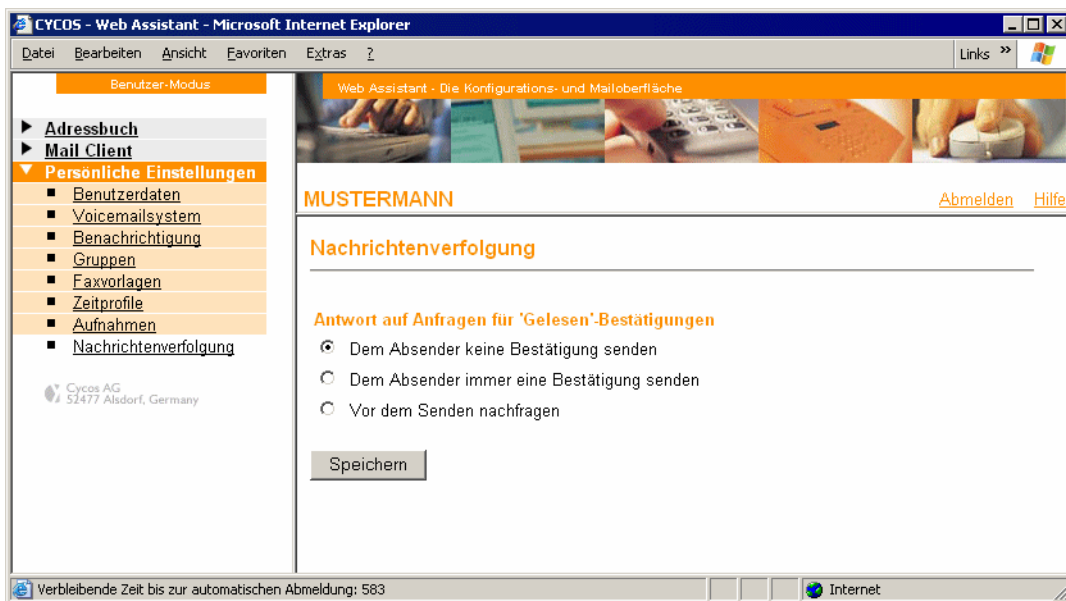 CYCOS - Web Assistant - Microsoft Internet Explorer
Datei Bearbeiten Ansicht Favoriten Extras ? Links »
Benutzer-Modus
Web Assistant - Die Konfigurations- und Mailoberfläche
Adressbuch
Mail Client
Persönliche Einstellungen
Benutzerdaten
Voicemailsystem
Benachrichtigung
Gruppen
Faxvorlagen
Zeitprofile
Aufnahmen
Nachrichtenverfolgung
Cycos AG
52477 Alsdorf, Germany
MUSTERMANN Abmelden Hilfe
Nachrichtenverfolgung
Antwort auf Anfragen für 'Gelesen'-Bestätigungen
Dem Absender keine Bestätigung senden
Dem Absender immer eine Bestätigung senden
Vor dem Senden nachfragen
Speichern
Verbleibende Zeit bis zur automatischen Abmeldung: 583 Internet